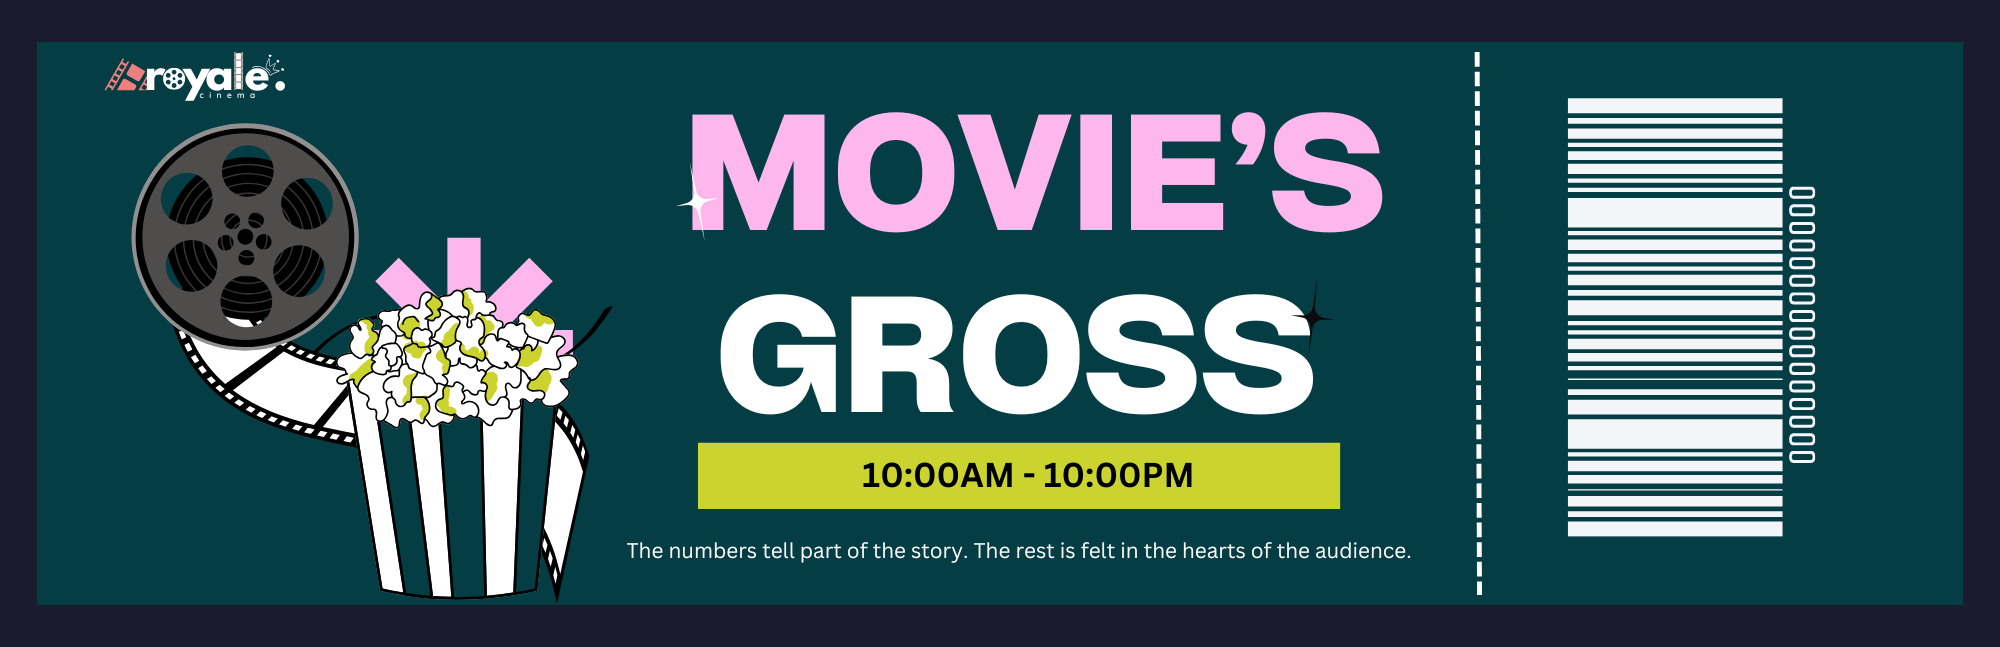 royale.
cinema
MOVIE’S
GROSS
10:00AM - 10:00PM
The numbers tell part of the story. The rest is felt in the hearts of the audience.
0000000000000000